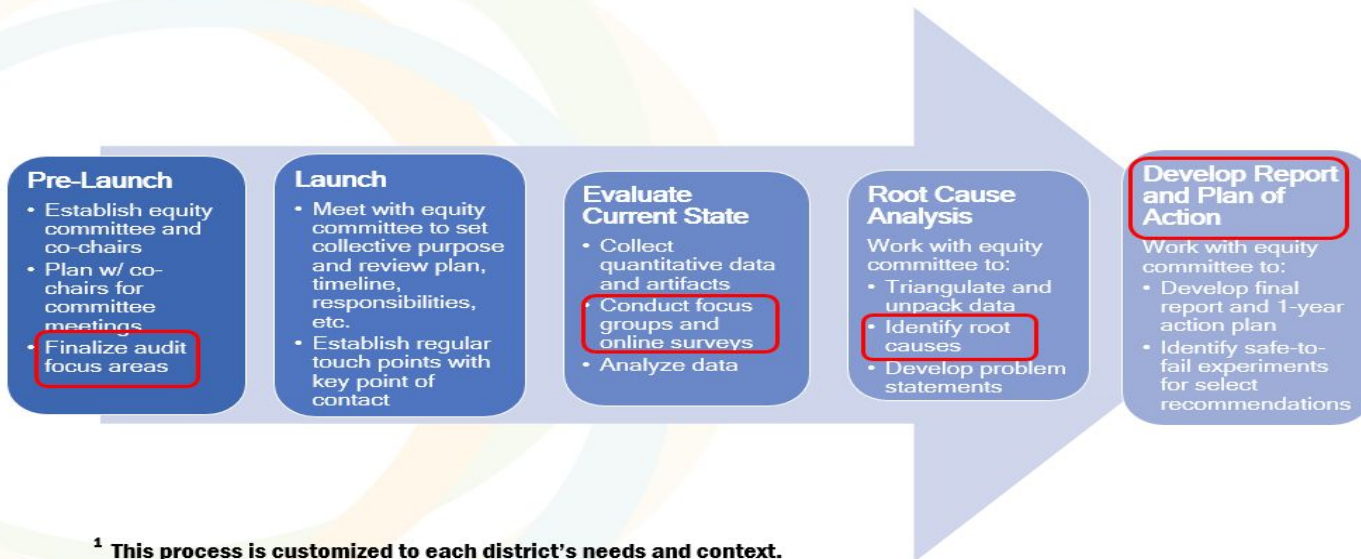 Pre-Launch
• Establish equity
committee and
co-chairs
• Plan w/ co-
chairs for
committee
meetings
• Finalize audit
focus areas
Launch
• Meet with equity
committee to set
collective purpose
and review plan,
timeline,
responsibilities,
etc.
• Establish regular
touch points with
key point of
contact
Evaluate
Current State
• Collect
quantitative data
and artifacts
• Conduct focus
groups and
online surveys
• Analyze data
Root Cause
Analysis
Work with equity
committee to:
• Triangulate and
unpack data
• Identify root
causes
• Develop problem
statements
Develop Report
and Plan of
Action
Work with equity
committee to:
• Develop final
report and 1-year
action plan
• Identify safe-to-
fail experiments
for select
recommendations
¹ This process is customized to each district's needs and context.